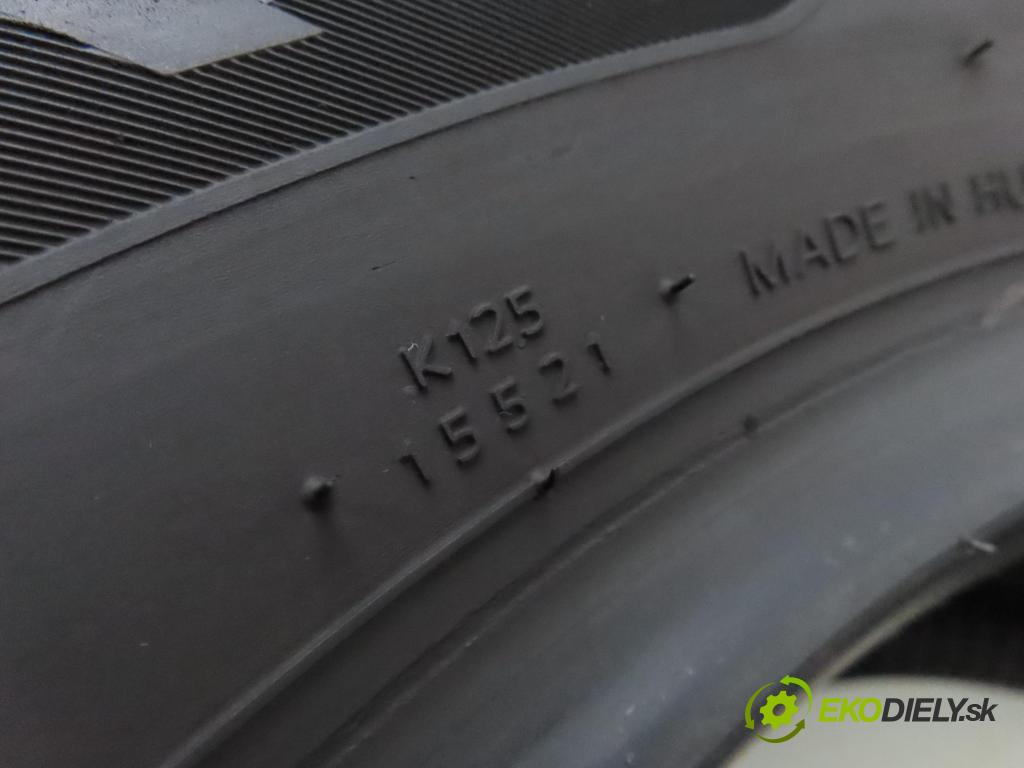 MADE IN HU
K125
15521
EKODIELY.sk